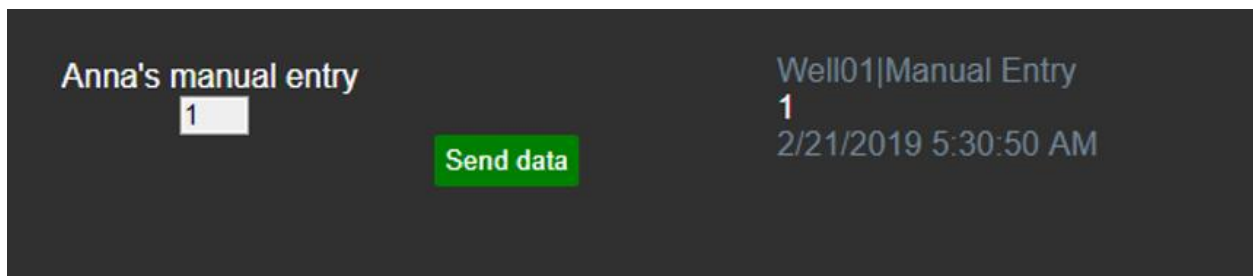 Anna's manual entry
1
Send data
Well01|Manual Entry
1
2/21/2019 5:30:50 AM